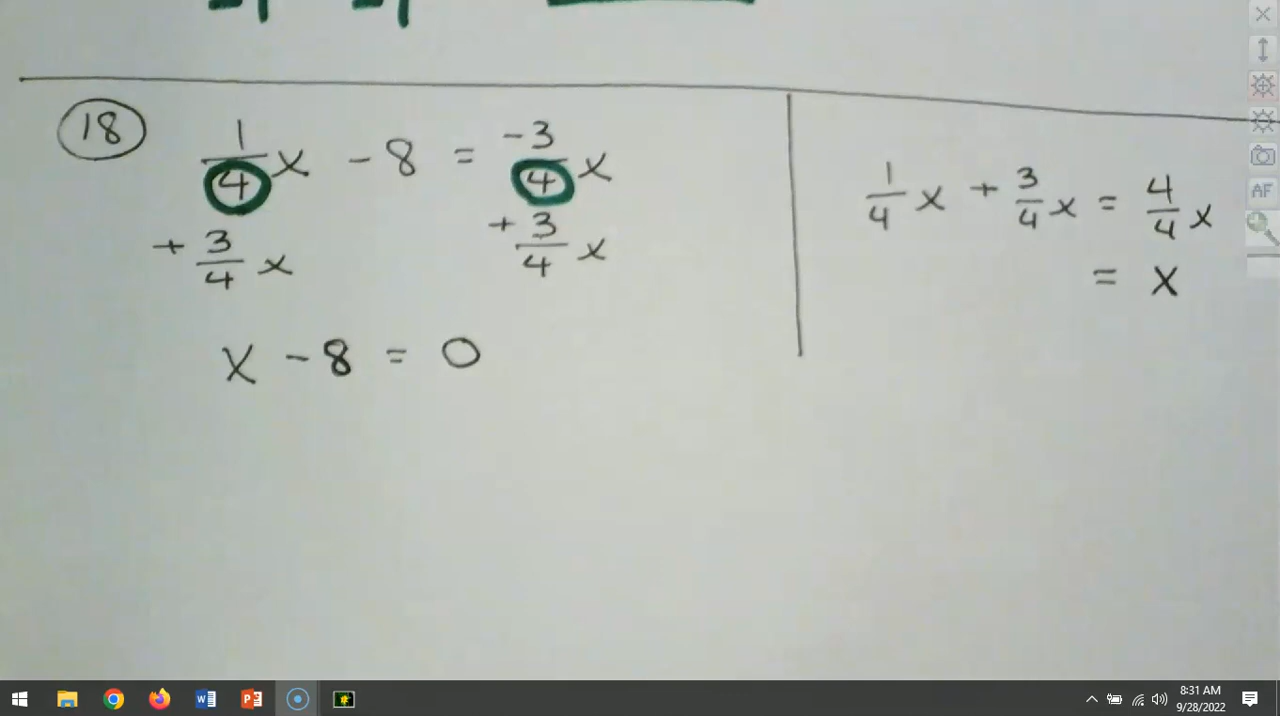 18
1/4 x - 8 = -3/4 x
+ 3/4 x + 3/4 x
x - 8 = 0
1/4 x + 3/4 x = 4/4 x
= x
AF
8:31 AM
9/28/2022